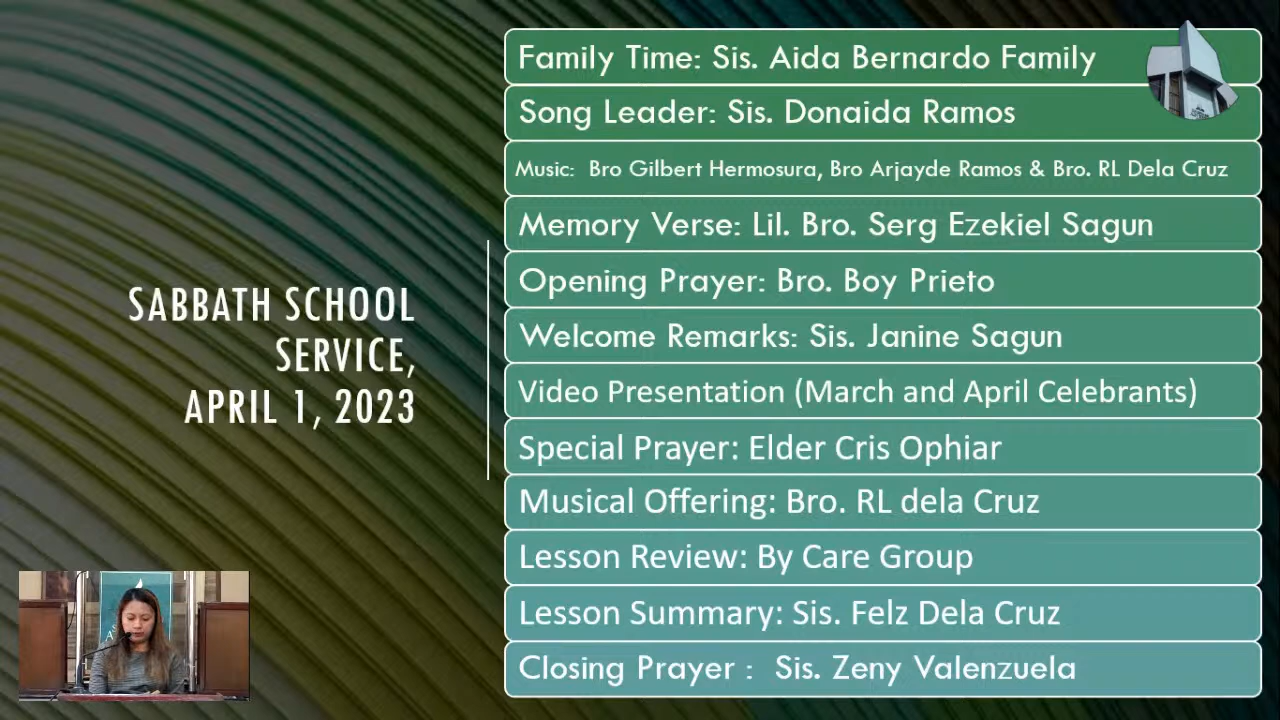 SABBATH SCHOOL
SERVICE,
APRIL 1, 2023
Family Time: Sis. Aida Bernardo Family
Song Leader: Sis. Donaida Ramos
Music:  Bro Gilbert Hermosura, Bro Arjayde Ramos & Bro. RL Dela Cruz
Memory Verse: Lil. Bro. Serg Ezekiel Sagun
Opening Prayer: Bro. Boy Prieto
Welcome Remarks: Sis. Janine Sagun
Video Presentation (March and April Celebrants)
Special Prayer: Elder Cris Ophiar
Musical Offering: Bro. RL dela Cruz
Lesson Review: By Care Group
Lesson Summary: Sis. Felz Dela Cruz
Closing Prayer :  Sis. Zeny Valenzuela